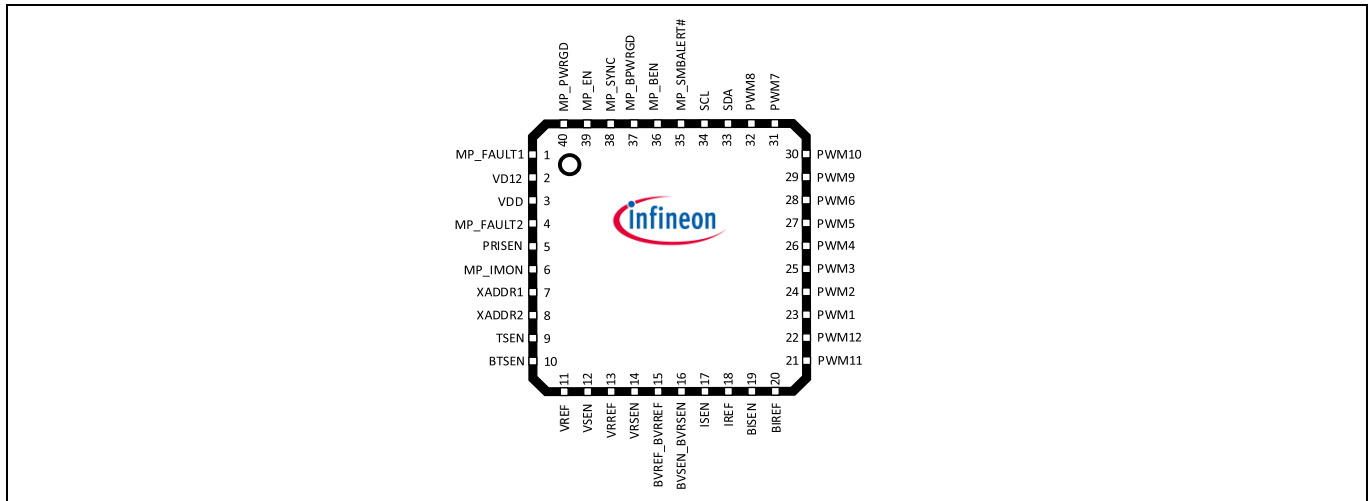 MP_PWRGD
MP_EN
MP_SYNC
MP_BPWRGD
MP_BEN
MP_SMBALERT#
SCL
SDA
PWM8
PWM7
40
39
38
37
36
35
34
33
32
31
MP_FAULT1 1
VD12 2
VDD 3
MP_FAULT2 4
PRISEN 5
MP_IMON 6
XADDR1 7
XADDR2 8
TSEN 9
BTSEN 10
infineon
30 PWM10
29 PWM9
28 PWM6
27 PWM5
26 PWM4
25 PWM3
24 PWM2
23 PWM1
22 PWM12
21 PWM11
11
12
13
14
15
16
17
18
19
20
VREF
VSEN
VRREF
VRSEN
BVREF_BVRREF
BVSEN_BVRSEN
ISEN
IREF
BISEN
BIREF